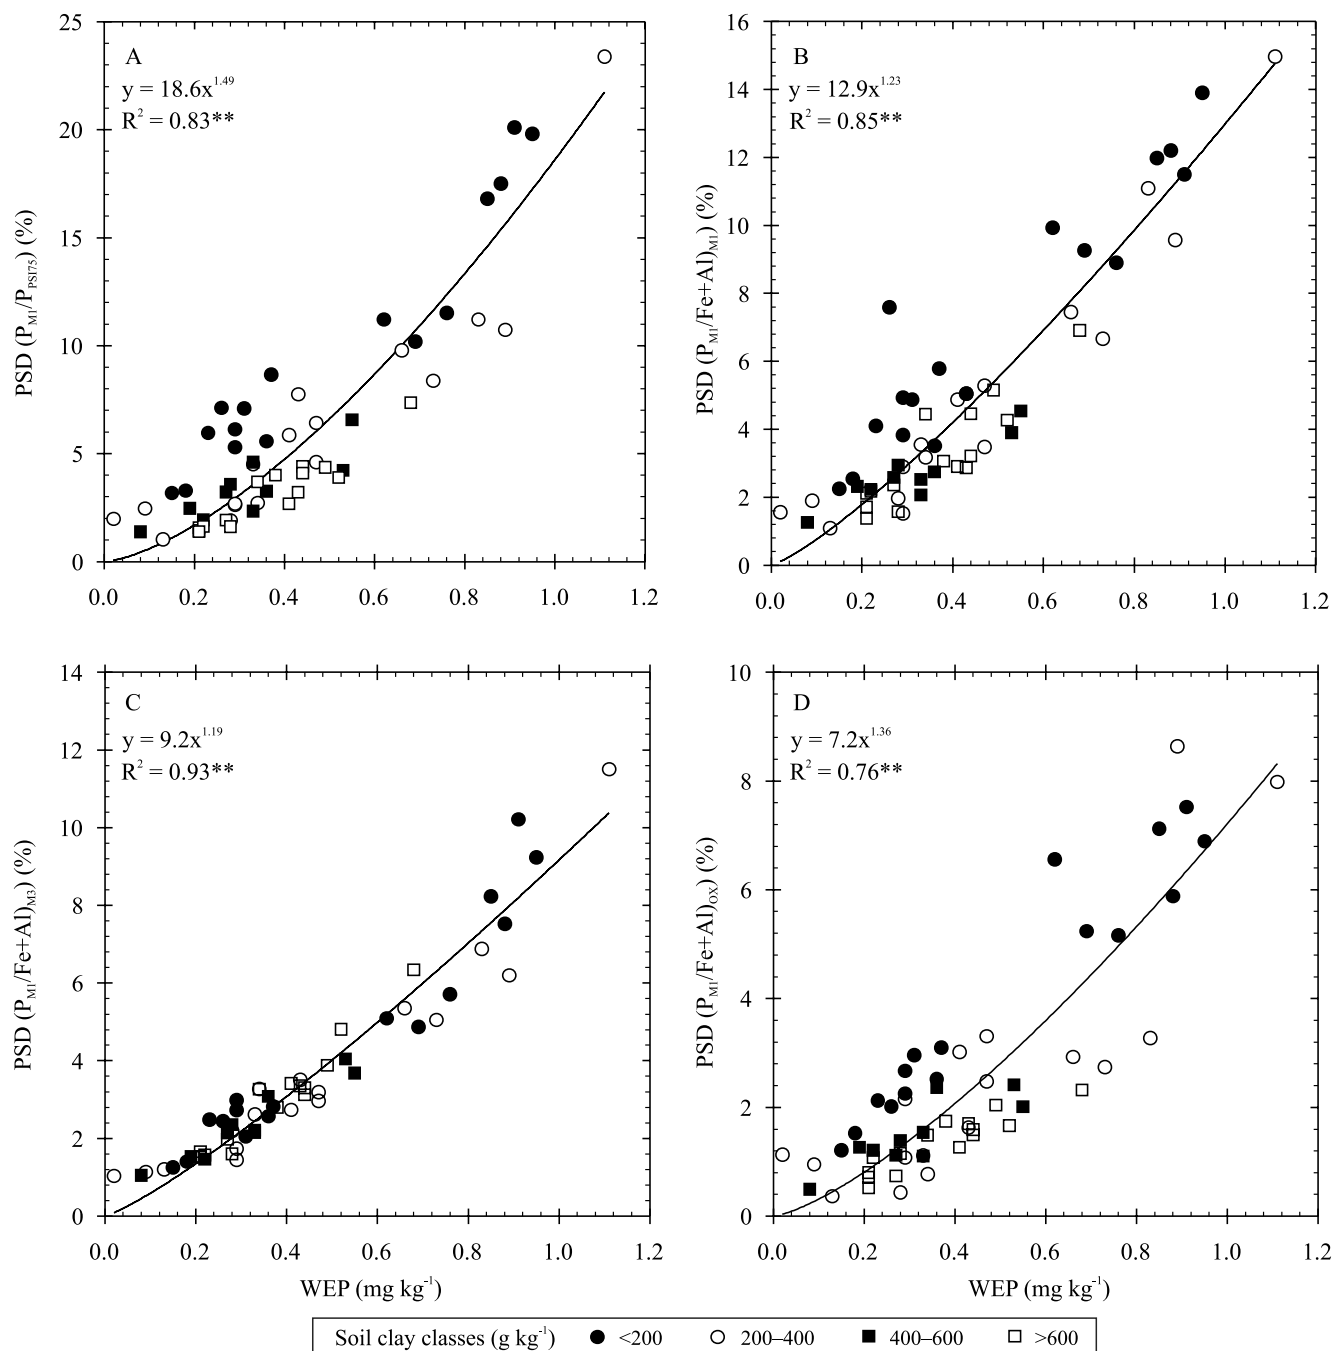 A
y = 18.6x^1.49
R² = 0.83**
PSD (P_M1/P_PSI75) (%)
25
20
15
10
5
0
0.0 0.2 0.4 0.6 0.8 1.0 1.2
B
y = 12.9x^1.23
R² = 0.85**
PSD (P_M1/Fe+Al)_M1) (%)
16
14
12
10
8
6
4
2
0
0.0 0.2 0.4 0.6 0.8 1.0 1.2
C
y = 9.2x^1.19
R² = 0.93**
PSD (P_M1/Fe+Al)_M3) (%)
14
12
10
8
6
4
2
0
0.0 0.2 0.4 0.6 0.8 1.0 1.2
WEP (mg kg⁻¹)
D
y = 7.2x^1.36
R² = 0.76**
PSD (P_M1/Fe+Al)_OX) (%)
10
8
6
4
2
0
0.0 0.2 0.4 0.6 0.8 1.0 1.2
WEP (mg kg⁻¹)
Soil clay classes (g kg⁻¹) <200 200–400 400–600 >600